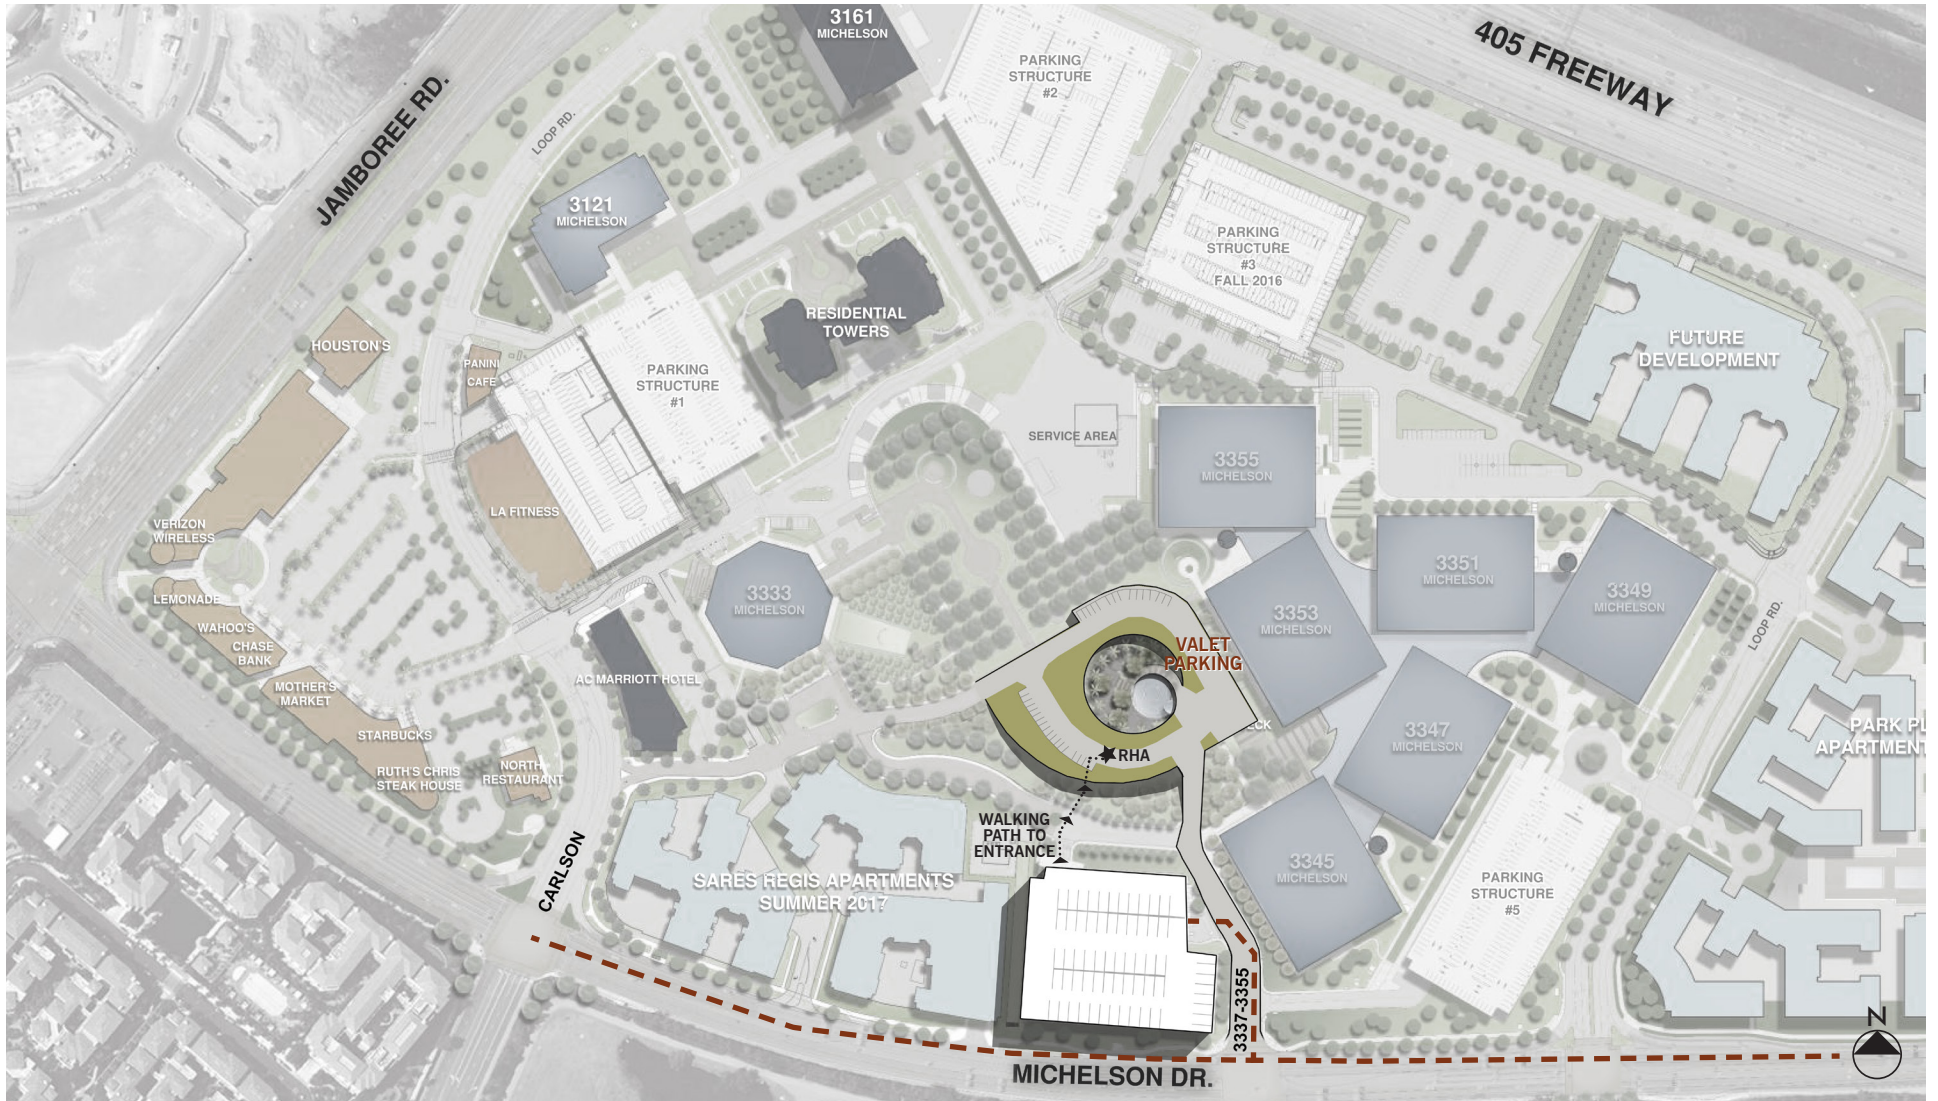 3161
MICHELSON
PARKING
STRUCTURE
#2
405 FREEWAY
JAMBOREE RD.
LOOP RD.
3121
MICHELSON
PARKING
STRUCTURE
#3
FALL 2016
RESIDENTIAL
TOWERS
HOUSTON'S
PANINI
CAFE
PARKING
STRUCTURE
#1
FUTURE
DEVELOPMENT
SERVICE AREA
3355
MICHELSON
LA FITNESS
VERIZON
WIRELESS
3351
MICHELSON
3349
MICHELSON
3333
MICHELSON
3353
MICHELSON
LEMONADE
WAHOO'S
CHASE
BANK
LOOP RD.
VALET
PARKING
AC MARRIOTT HOTEL
MOTHER'S
MARKET
STARBUCKS
RUTH'S CHRIS
STEAK HOUSE
NORTH
RESTAURANT
ECK
3347
MICHELSON
PARK PL
APARTMENT
RHA
WALKING
PATH TO
ENTRANCE
CARLSON
SARES REGIS APARTMENTS
SUMMER 2017
3345
MICHELSON
PARKING
STRUCTURE
#5
3337-3355
MICHELSON DR.
N